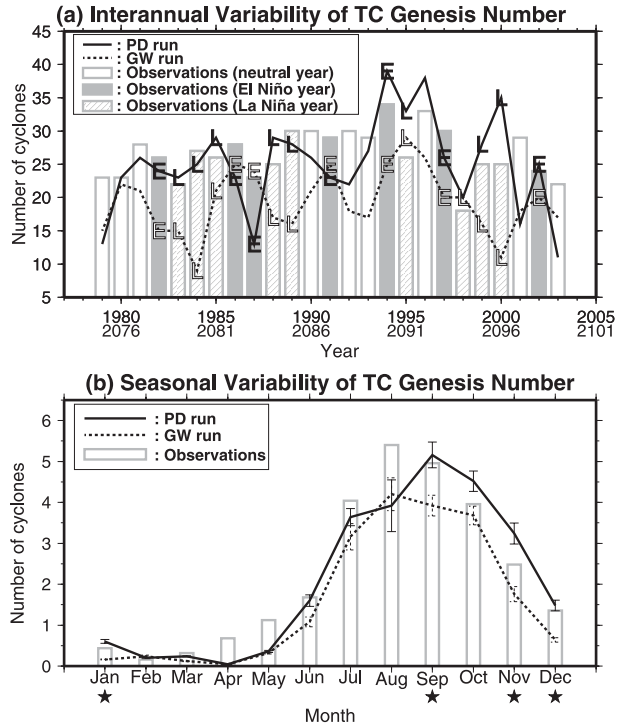 (a) Interannual Variability of TC Genesis Number
45
40
35
30
25
20
15
10
5
Number of cyclones
: PD run
: GW run
: Observations (neutral year)
: Observations (El Niño year)
: Observations (La Niña year)
E L L L E E L L E E L E L L E
E L L L E E L L E E L E L L L E
1980 1985 1990 1995 2000 2005
2076 2081 2086 2091 2096 2101
Year
(b) Seasonal Variability of TC Genesis Number
6
5
4
3
2
1
0
Number of cyclones
: PD run
: GW run
: Observations
Jan Feb Mar Apr May Jun Jul Aug Sep Oct Nov Dec
★ ★ ★ ★
Month